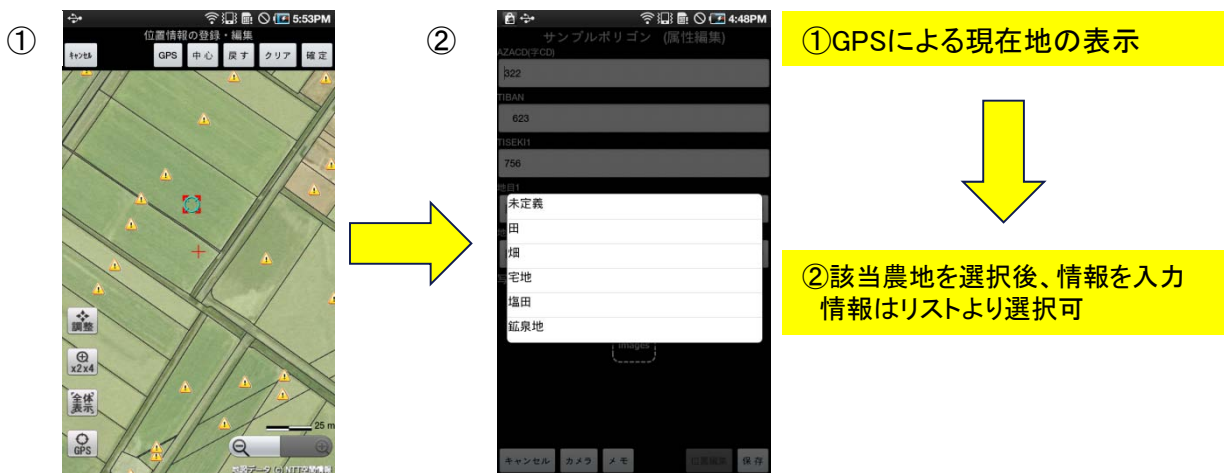 ①
5:53PM
位置情報の登録・編集
キャンセル
GPS
中心
戻す
クリア
確定
調整
x2x4
全体
表示
GPS
25 m
②
4:48PM
サンプルポリゴン (属性編集)
AZACD(字CD)
322
TIBAN
623
TISEKI1
756
地目1
未定義
田
畑
宅地
塩田
鉱泉地
images
キャンセル
カメラ
メモ
位置編集
保存
①GPSによる現在地の表示
②該当農地を選択後、情報を入力
情報はリストより選択可